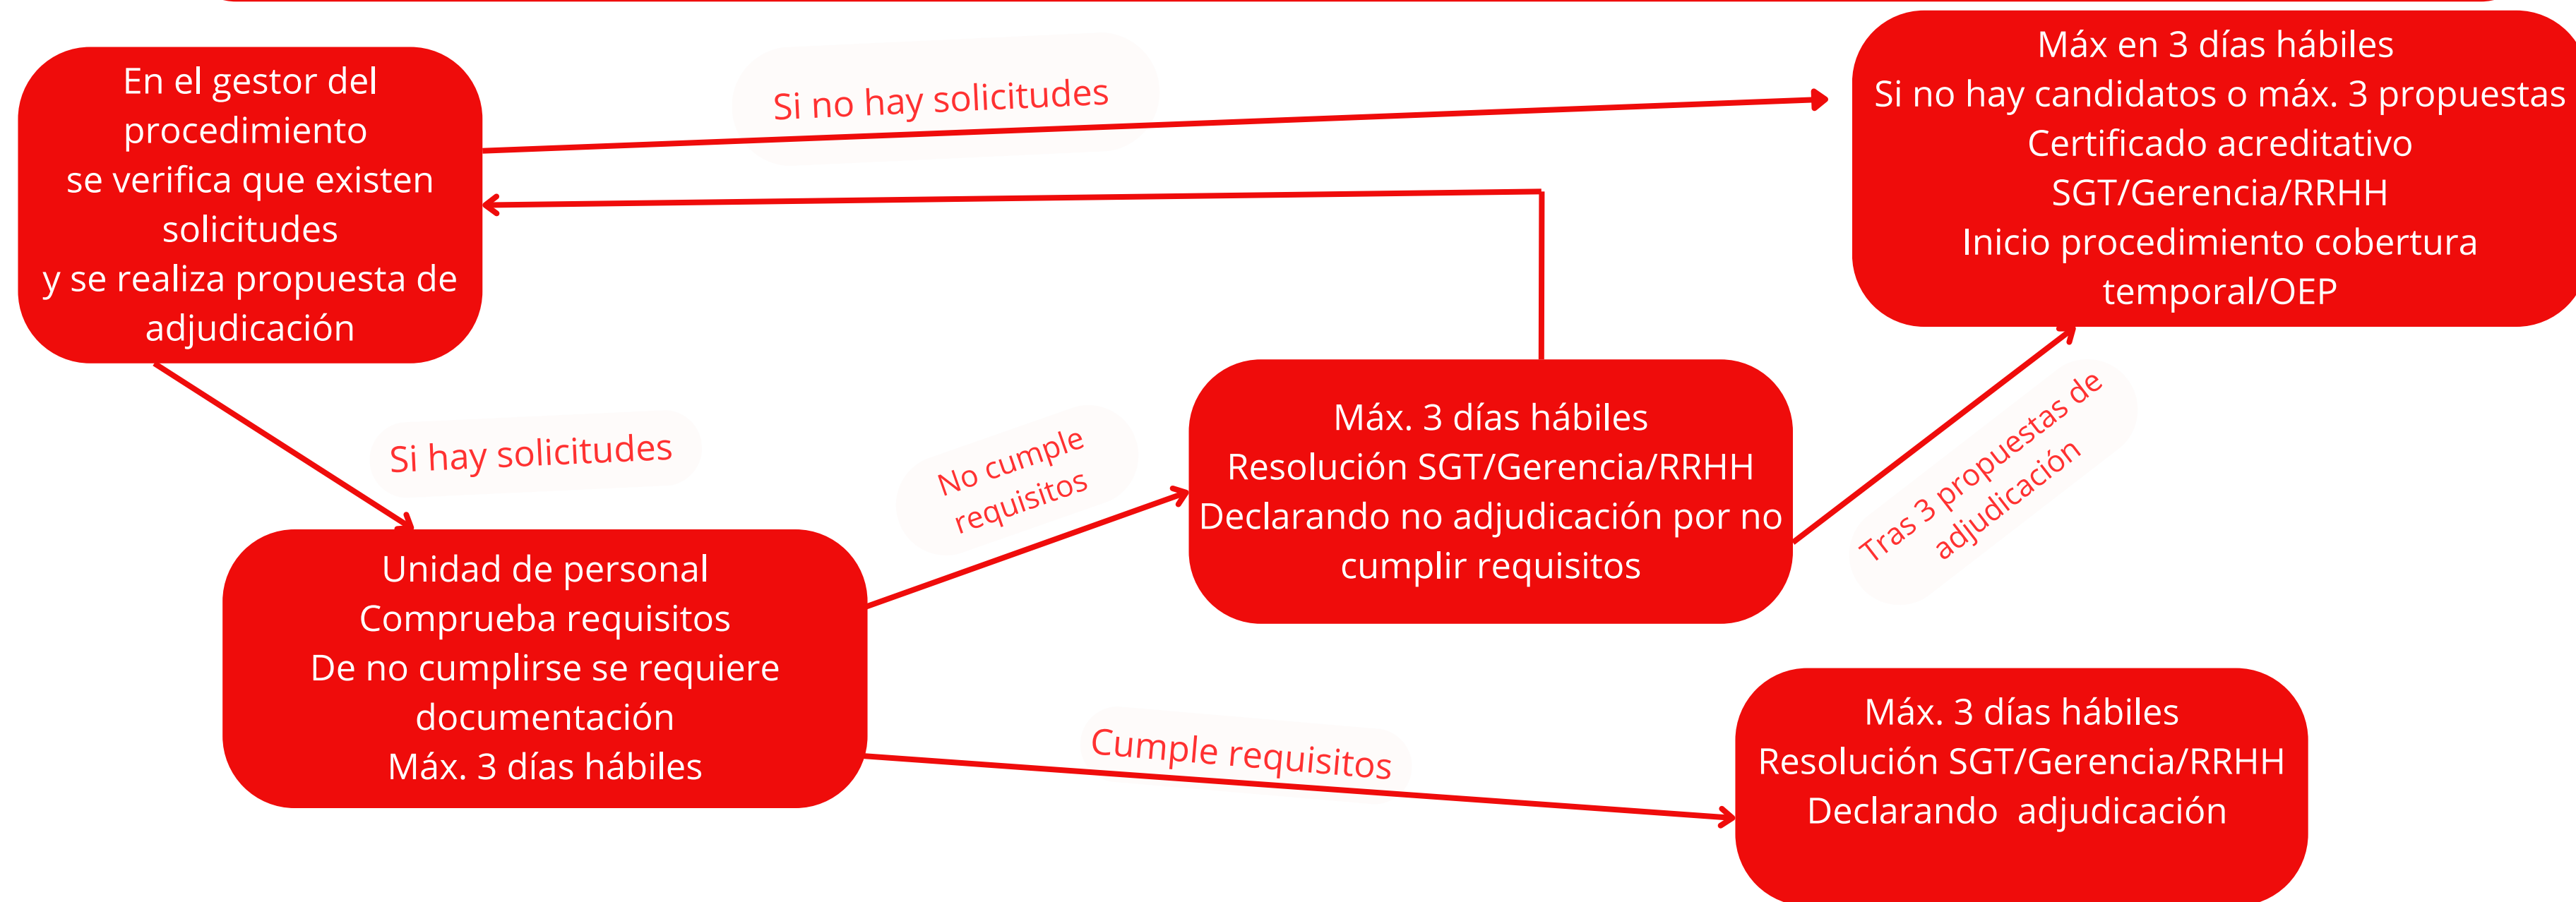 En el gestor del
procedimiento
se verifica que existen
solicitudes
y se realiza propuesta de
adjudicación
Si no hay solicitudes
Máx en 3 días hábiles
Si no hay candidatos o máx. 3 propuestas
Certificado acreditativo
SGT/Gerencia/RRHH
Inicio procedimiento cobertura
temporal/OEP
Si hay solicitudes
No cumple
requisitos
Máx. 3 días hábiles
Resolución SGT/Gerencia/RRHH
Declarando no adjudicación por no
cumplir requisitos
Tras 3 propuestas de
adjudicación
Unidad de personal
Comprueba requisitos
De no cumplirse se requiere
documentación
Máx. 3 días hábiles
Cumple requisitos
Máx. 3 días hábiles
Resolución SGT/Gerencia/RRHH
Declarando  adjudicación